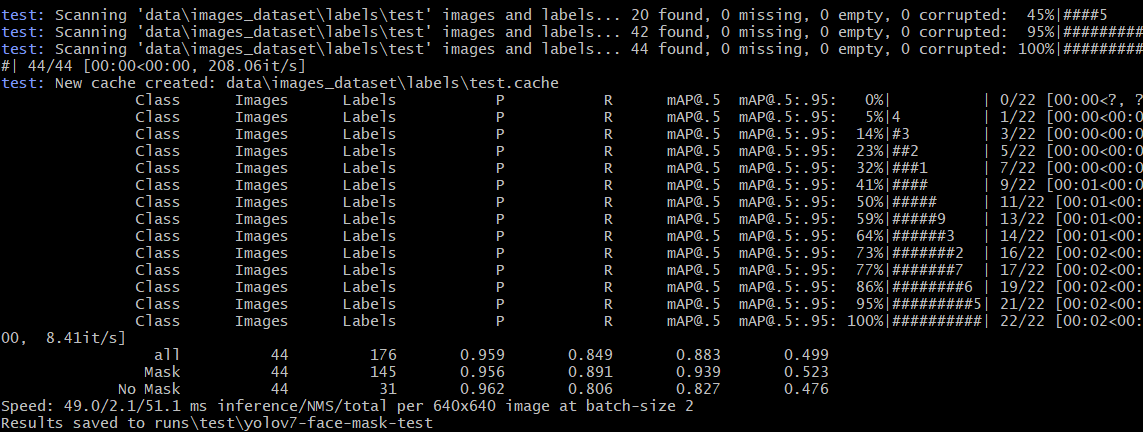 test: Scanning 'data\images_dataset\labels\test' images and labels... 20 found, 0 missing, 0 empty, 0 corrupted:  45%|####5
test: Scanning 'data\images_dataset\labels\test' images and labels... 42 found, 0 missing, 0 empty, 0 corrupted:  95%|#########
test: Scanning 'data\images_dataset\labels\test' images and labels... 44 found, 0 missing, 0 empty, 0 corrupted: 100%|#########
#| 44/44 [00:00<00:00, 208.06it/s]
test: New cache created: data\images_dataset\labels\test.cache
Class Images Labels P R mAP@.5 mAP@.5:.95:   0%| | 0/22 [00:00<?, ?
Class Images Labels P R mAP@.5 mAP@.5:.95:   5%|4 | 1/22 [00:00<00:0
Class Images Labels P R mAP@.5 mAP@.5:.95:  14%|#3 | 3/22 [00:00<00:0
Class Images Labels P R mAP@.5 mAP@.5:.95:  23%|##2 | 5/22 [00:00<00:0
Class Images Labels P R mAP@.5 mAP@.5:.95:  32%|###1 | 7/22 [00:00<00:0
Class Images Labels P R mAP@.5 mAP@.5:.95:  41%|#### | 9/22 [00:01<00:0
Class Images Labels P R mAP@.5 mAP@.5:.95:  50%|##### | 11/22 [00:01<00:
Class Images Labels P R mAP@.5 mAP@.5:.95:  59%|#####9 | 13/22 [00:01<00:
Class Images Labels P R mAP@.5 mAP@.5:.95:  64%|######3 | 14/22 [00:01<00:
Class Images Labels P R mAP@.5 mAP@.5:.95:  73%|#######2 | 16/22 [00:02<00:
Class Images Labels P R mAP@.5 mAP@.5:.95:  77%|#######7 | 17/22 [00:02<00:
Class Images Labels P R mAP@.5 mAP@.5:.95:  86%|########6 | 19/22 [00:02<00:
Class Images Labels P R mAP@.5 mAP@.5:.95:  95%|#########5| 21/22 [00:02<00:
Class Images Labels P R mAP@.5 mAP@.5:.95: 100%|##########| 22/22 [00:02<00:
00,  8.41it/s]
all 44 176 0.959 0.849 0.883 0.499
Mask 44 145 0.956 0.891 0.939 0.523
No Mask 44 31 0.962 0.806 0.827 0.476
Speed: 49.0/2.1/51.1 ms inference/NMS/total per 640x640 image at batch-size 2
Results saved to runs\test\yolov7-face-mask-test